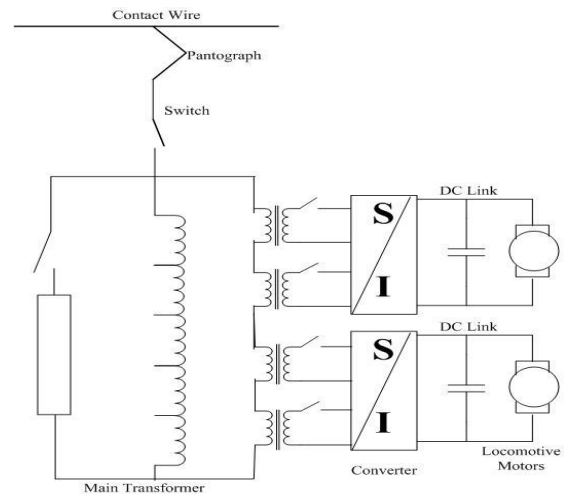 Contact Wire
Pantograph
Switch
DC Link
S
I
DC Link
S
I
Locomotive
Motors
Converter
Main Transformer